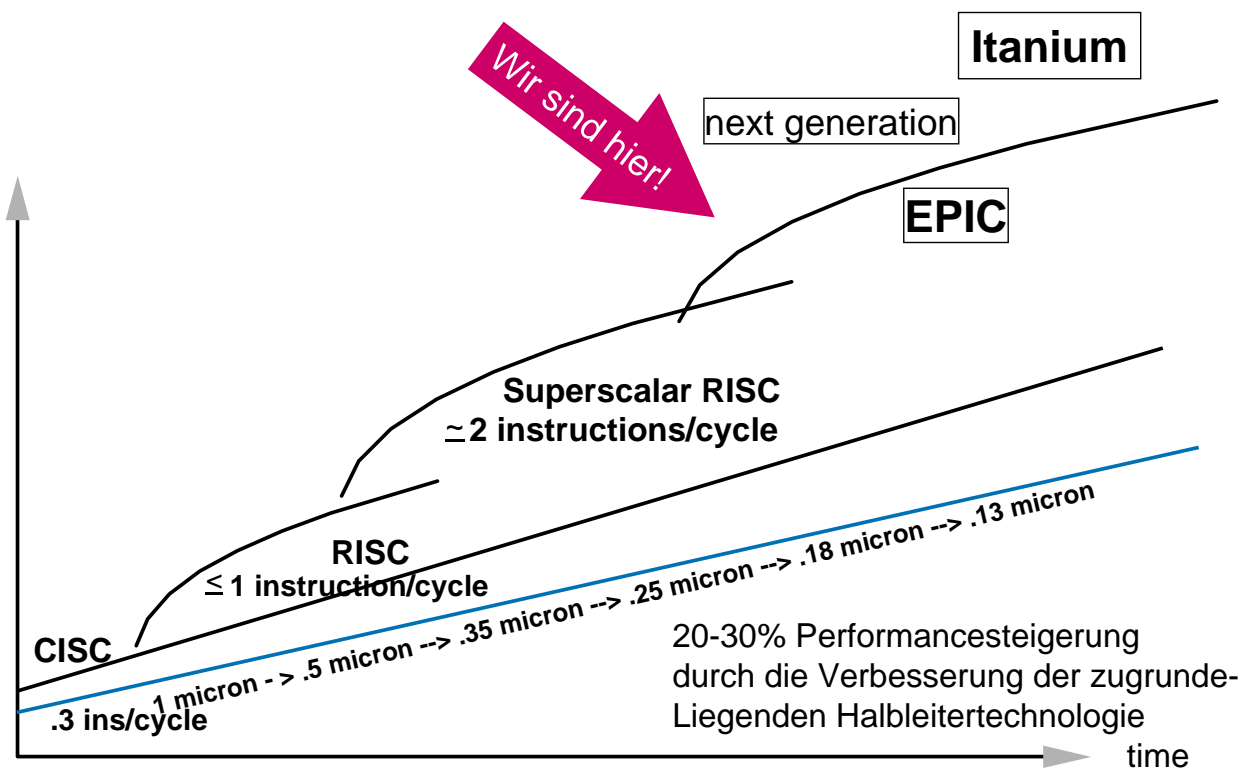 Itanium
Wir sind hier!
next generation
EPIC
Superscalar RISC
≃ 2 instructions/cycle
RISC
≤ 1 instruction/cycle
CISC
1 micron - > .5 micron --> .35 micron --> .25 micron --> .18 micron --> .13 micron
.3 ins/cycle
20-30% Performancesteigerung
durch die Verbesserung der zugrunde-
Liegenden Halbleitertechnologie
time